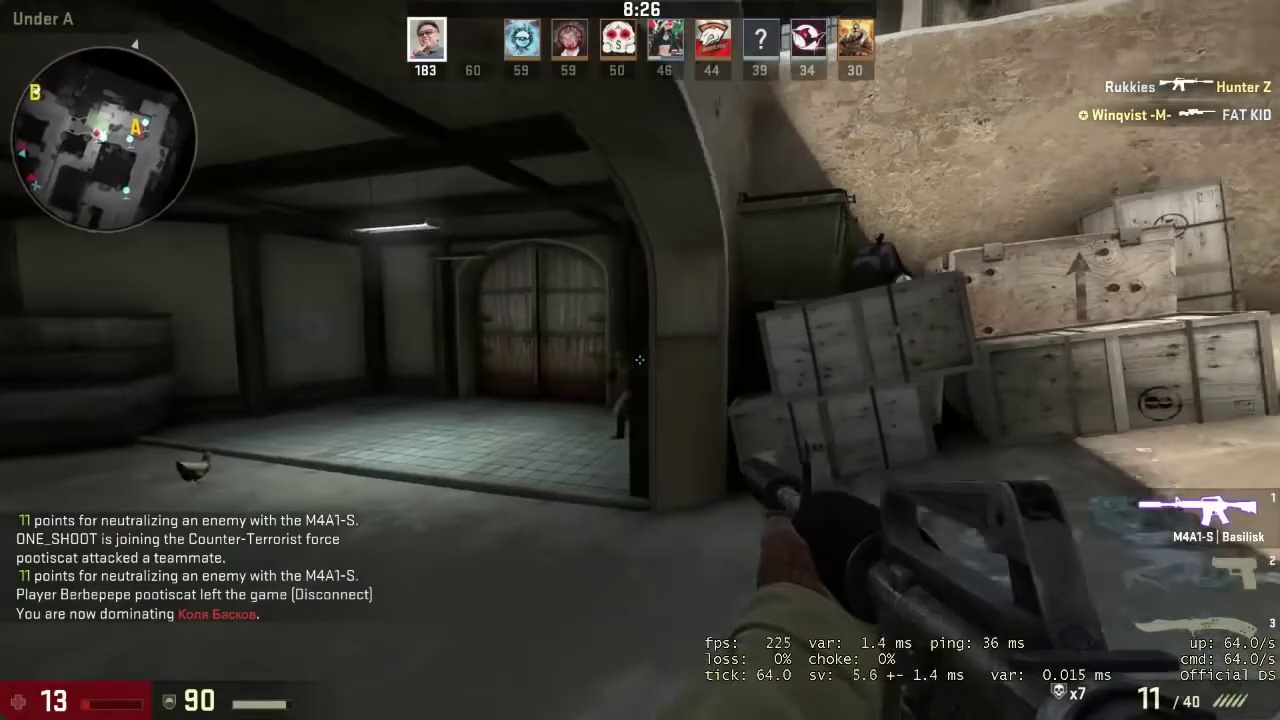 Under A
8:26
183 60 59 59 50 46 44 ? 39 34 30
B
A
Rukkies Hunter Z
Winqvist -M- FAT KID
11 points for neutralizing an enemy with the M4A1-S.
ONE_SHOOT is joining the Counter-Terrorist force
pootiscat attacked a teammate.
11 points for neutralizing an enemy with the M4A1-S.
Player Berbepepe pootiscat left the game (Disconnect)
You are now dominating Коля Басков.
1
M4A1-S | Basilisk
2
3
fps: 225 var: 1.4 ms ping: 36 ms up: 64.0/s
loss: 0% choke: 0% cmd: 64.0/s
tick: 64.0 sv: 5.6 +- 1.4 ms var: 0.015 ms Official DS
13 90 x7 11 / 40